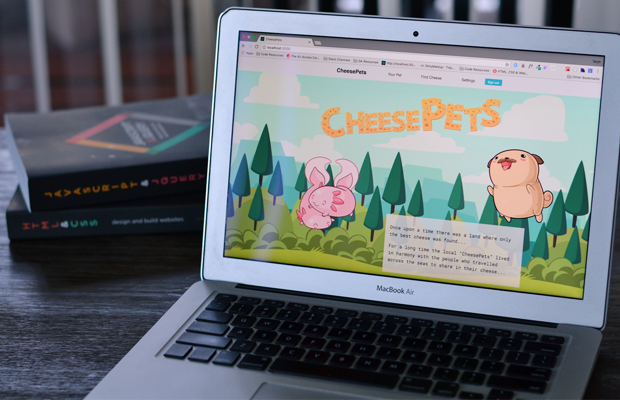 CheesePets
localhost:3000
CheesePets
Your Pet
Find Cheese
Settings
Sign out
CHEESEPETS
Once upon a time there was a land where only
the best cheese was found...
For a long time the local "CheesePets" lived
in harmony with the people who travelled
across the seas to share in their cheese.
MacBook Air
JAVASCRIPT & JQUERY
HTML & CSS
design and build websites